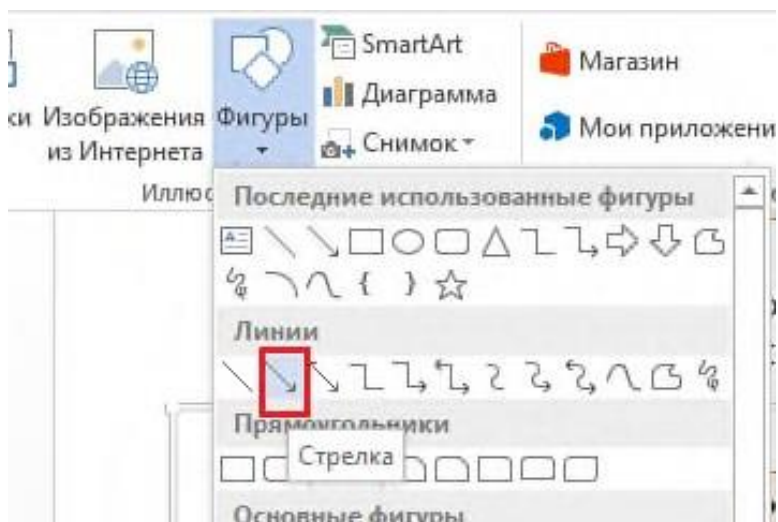 SmartArt
Магазин
Изображения
из Интернета
Фигуры
Диаграмма
Снимок
Мои приложени
Иллюс
Последние использованные фигуры
Линии
Прямоугольники
Стрелка
Основные фигуры